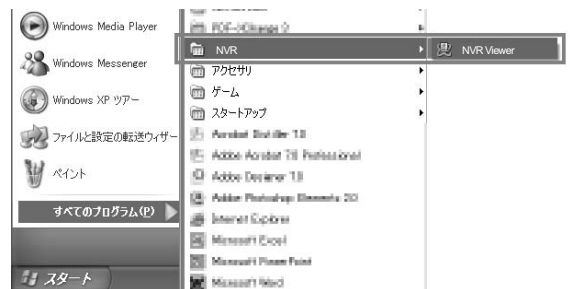 Windows Media Player
Windows Messenger
Windows XP ツアー
ファイルと設定の転送ウィザー
ペイント
すべてのプログラム(P)
スタート
NVR
アクセサリ
ゲーム
スタートアップ
Acrobat Distiller 7.0
Adobe Acrobat 7.0 Professional
Adobe Designer 7.0
Adobe Photoshop Elements 2.0
Internet Explorer
Microsoft Excel
Microsoft PowerPoint
Microsoft Word
NVR Viewer